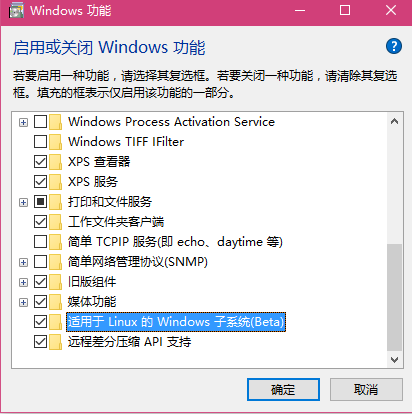 Windows 功能
启用或关闭 Windows 功能
若要启用一种功能，请选择其复选框。若要关闭一种功能，请清除其复选
框。填充的框表示仅启用该功能的一部分。
Windows Process Activation Service
Windows TIFF IFilter
XPS 查看器
XPS 服务
打印和文件服务
工作文件夹客户端
简单 TCPIP 服务(即 echo、daytime 等)
简单网络管理协议(SNMP)
旧版组件
媒体功能
适用于 Linux 的 Windows 子系统(Beta)
远程差分压缩 API 支持
确定
取消